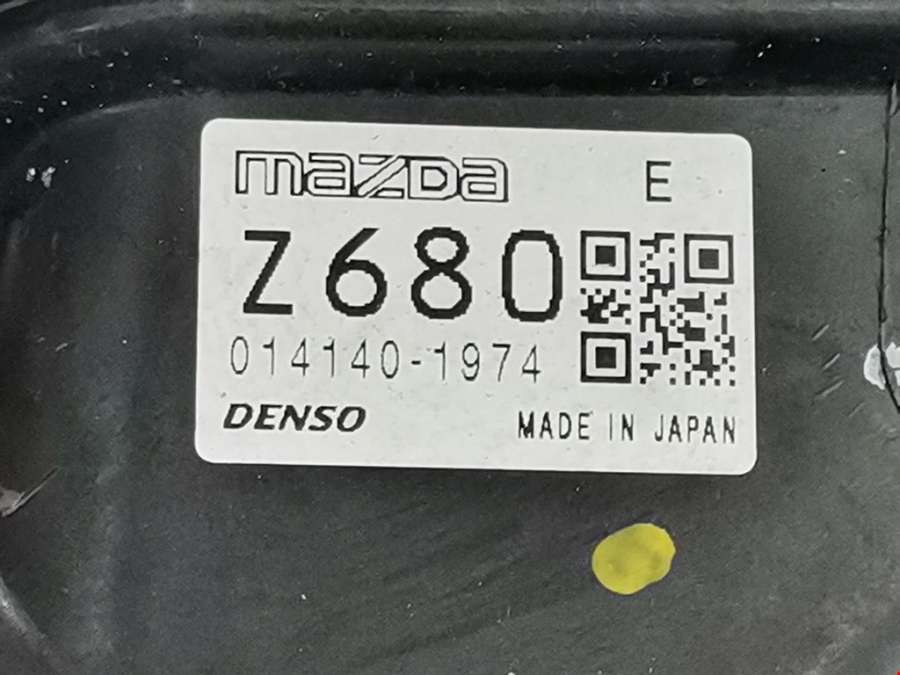 mazda E
Z680
014140-1974
DENSO MADE IN JAPAN